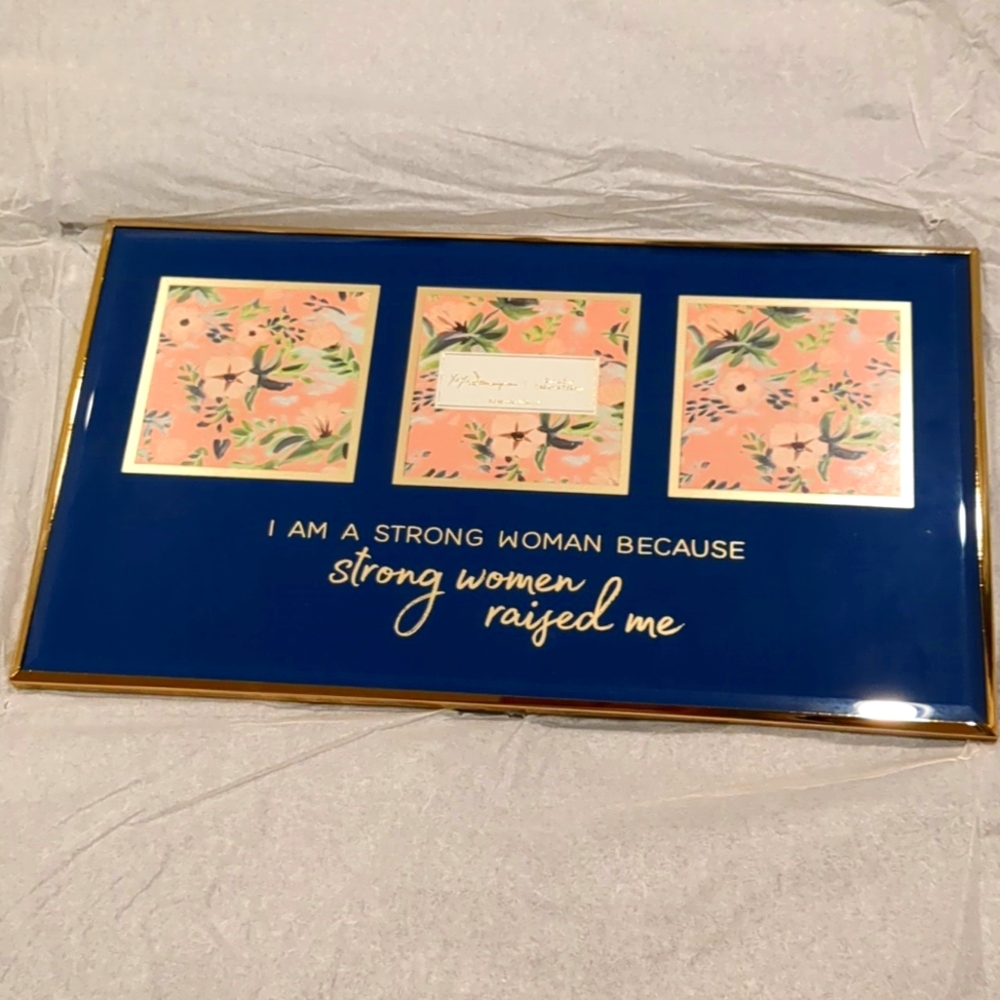 I AM A STRONG WOMAN BECAUSE
strong women
raised me